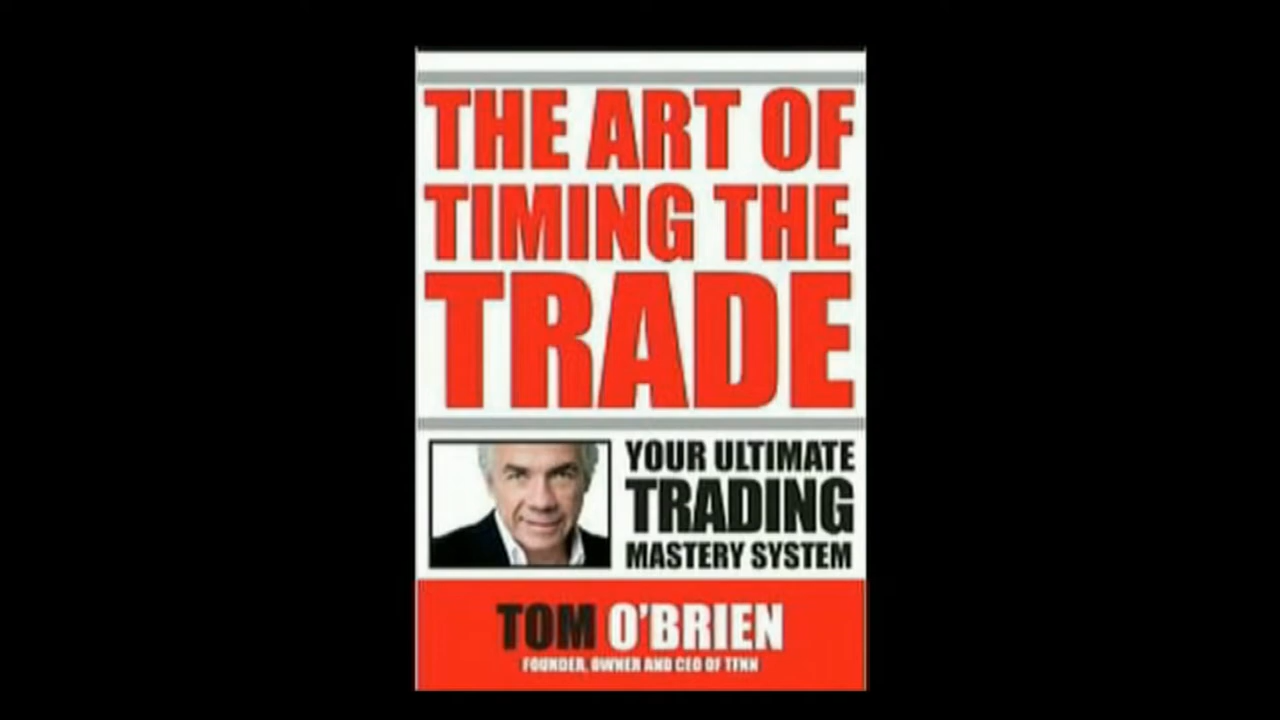 THE ART OF
TIMING THE
TRADE
YOUR ULTIMATE
TRADING
MASTERY SYSTEM
TOM O'BRIEN
FOUNDER, OWNER AND CEO OF TFNN